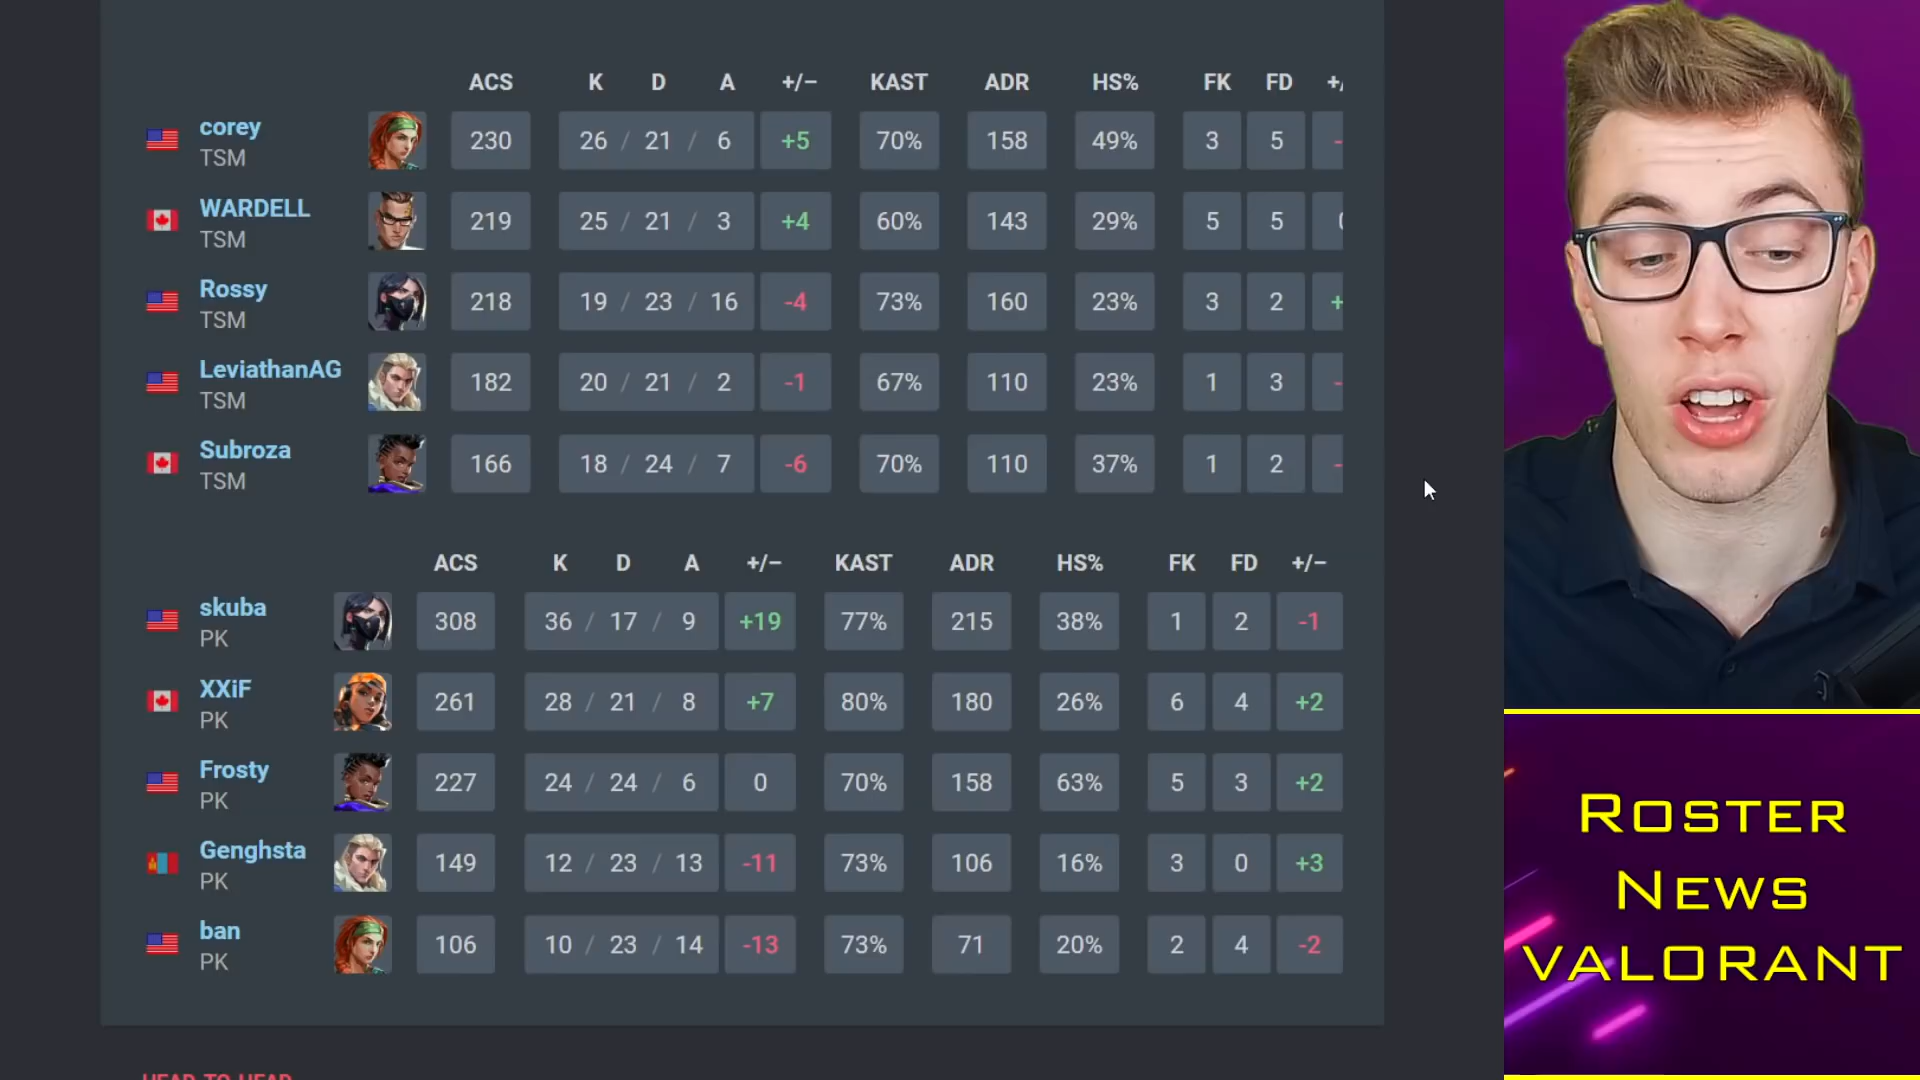 ACS K D A +/– KAST ADR HS% FK FD +/
corey 230 26 / 21 / 6 +5 70% 158 49% 3 5 -
TSM
WARDELL 219 25 / 21 / 3 +4 60% 143 29% 5 5
TSM
Rossy 218 19 / 23 / 16 -4 73% 160 23% 3 2 +
TSM
LeviathanAG 182 20 / 21 / 2 -1 67% 110 23% 1 3 -
TSM
Subroza 166 18 / 24 / 7 -6 70% 110 37% 1 2 -
TSM
ACS K D A +/– KAST ADR HS% FK FD +/–
skuba 308 36 / 17 / 9 +19 77% 215 38% 1 2 -1
PK
XXiF 261 28 / 21 / 8 +7 80% 180 26% 6 4 +2
PK
Frosty 227 24 / 24 / 6 0 70% 158 63% 5 3 +2
PK
Genghsta 149 12 / 23 / 13 -11 73% 106 16% 3 0 +3
PK
ban 106 10 / 23 / 14 -13 73% 71 20% 2 4 -2
PK
HEAD TO HEAD
Roster
News
VALORANT